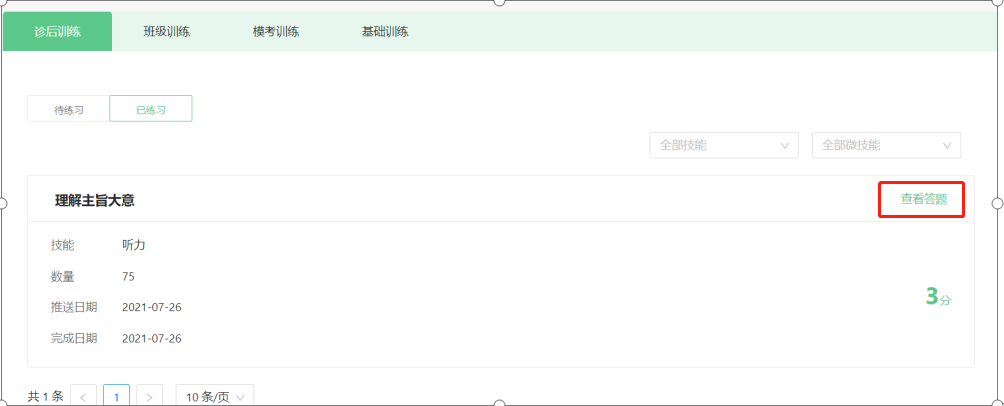 诊后训练 班级训练 模考训练 基础训练
待练习 已练习
全部技能 全部微技能
理解主旨大意 查看答题
技能 听力
数量 75
推送日期 2021-07-26
3分
完成日期 2021-07-26
共 1 条 < 1 > 10 条/页